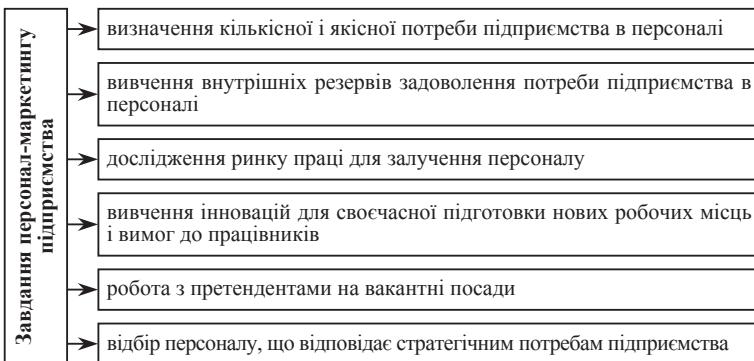 Завдання персонал-маркетингу
підприємства
визначення кількісної і якісної потреби підприємства в персоналі
вивчення внутрішніх резервів задоволення потреби підприємства в
персоналі
дослідження ринку праці для залучення персоналу
вивчення інновацій для своєчасної підготовки нових робочих місць
і вимог до працівників
робота з претендентами на вакантні посади
відбір персоналу, що відповідає стратегічним потребам підприємства